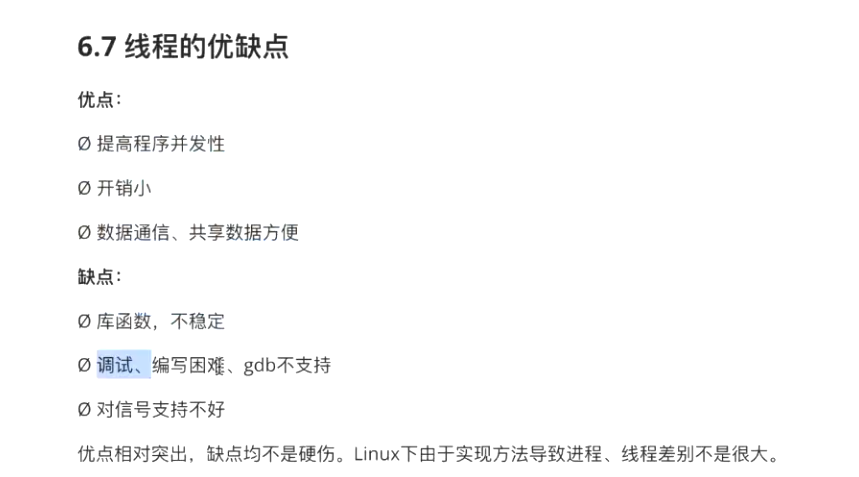 6.7 线程的优缺点
优点：
Ø 提高程序并发性
Ø 开销小
Ø 数据通信、共享数据方便
缺点：
Ø 库函数，不稳定
Ø 调试、编写困难、gdb不支持
Ø 对信号支持不好
优点相对突出，缺点均不是硬伤。Linux下由于实现方法导致进程、线程差别不是很大。